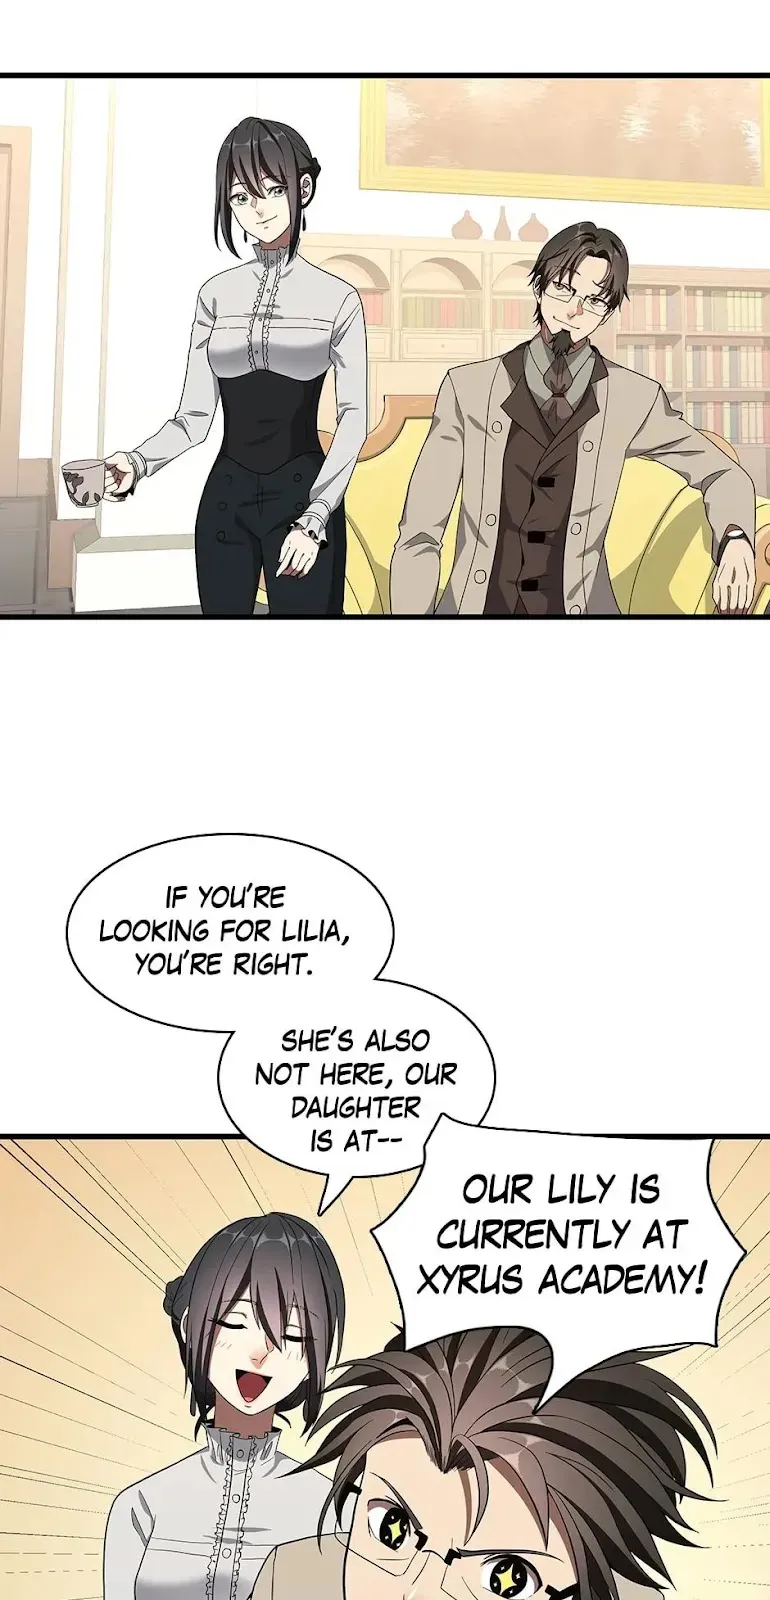 IF YOU'RE
LOOKING FOR LILIA,
YOU'RE RIGHT.
SHE'S ALSO
NOT HERE, OUR
DAUGHTER
IS AT--
OUR LILY IS
CURRENTLY AT
XYRUS ACADEMY!